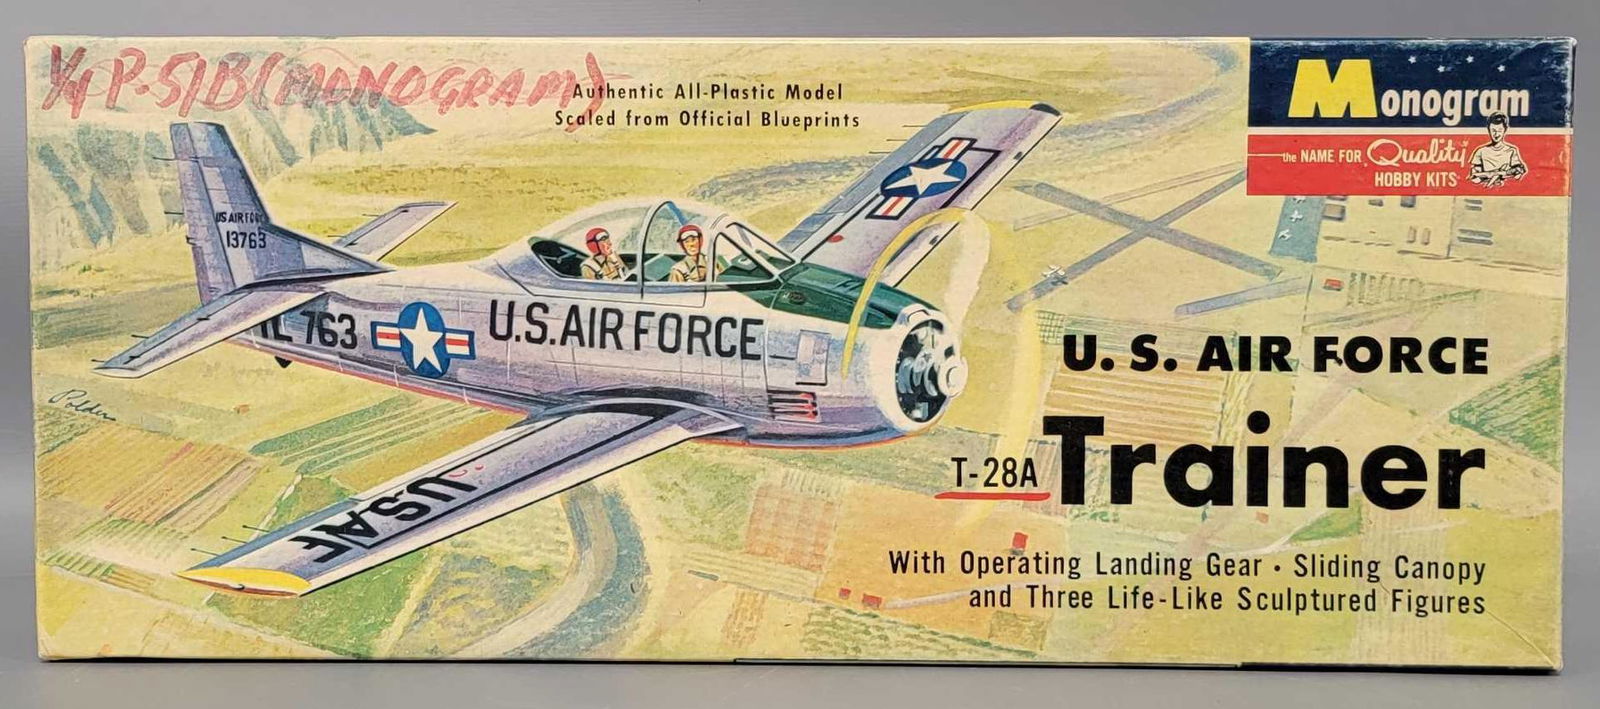 1/4 P-51B (MONOGRAM)
Authentic All-Plastic Model
Scaled from Official Blueprints
Monogram
the NAME FOR Quality
HOBBY KITS
US AIR FORCE
13763
TL 763
U.S. AIR FORCE
USAF
Polder
U. S. AIR FORCE
T-28A Trainer
With Operating Landing Gear • Sliding Canopy
and Three Life-Like Sculptured Figures